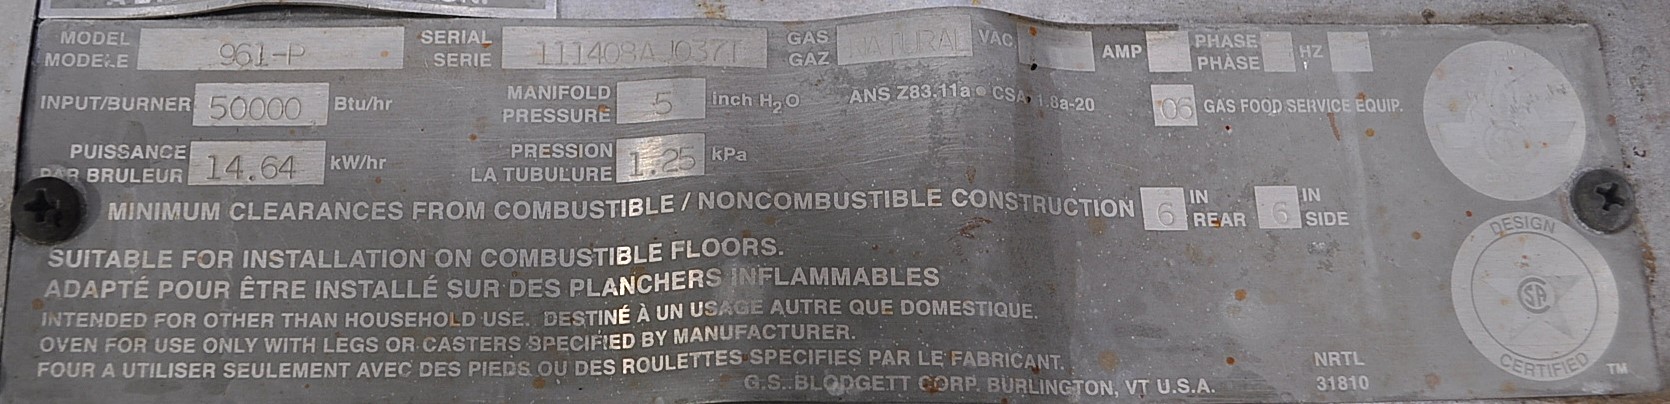 MODEL 961-P SERIAL 111408AJ037T GAS NATURAL VAC AMP PHASE HZ
MODELE SERIE GAZ PHÀSE
INPUT/BURNER 50000 Btu/hr MANIFOLD PRESSURE 5 inch H2O ANS Z83.11a • CSA 1.8a-20 06 GAS FOOD SERVICE EQUIP.
PUISSANCE PAR BRULEUR 14.64 kW/hr PRESSION LA TUBULURE 1.25 kPa
MINIMUM CLEARANCES FROM COMBUSTIBLE / NONCOMBUSTIBLE CONSTRUCTION 6 IN REAR 6 IN SIDE
SUITABLE FOR INSTALLATION ON COMBUSTIBLE FLOORS.
ADAPTÉ POUR ÊTRE INSTALLÉ SUR DES PLANCHERS INFLAMMABLES
INTENDED FOR OTHER THAN HOUSEHOLD USE. DESTINÉ À UN USAGE AUTRE QUE DOMESTIQUE.
OVEN FOR USE ONLY WITH LEGS OR CASTERS SPECIFIED BY MANUFACTURER.
FOUR A UTILISER SEULEMENT AVEC DES PIEDS OU DES ROULETTES SPECIFIES PAR LE FABRICANT.
G.S. BLODGETT CORP. BURLINGTON, VT U.S.A.
NRTL
31810
DESIGN
SA
CERTIFIED
TM